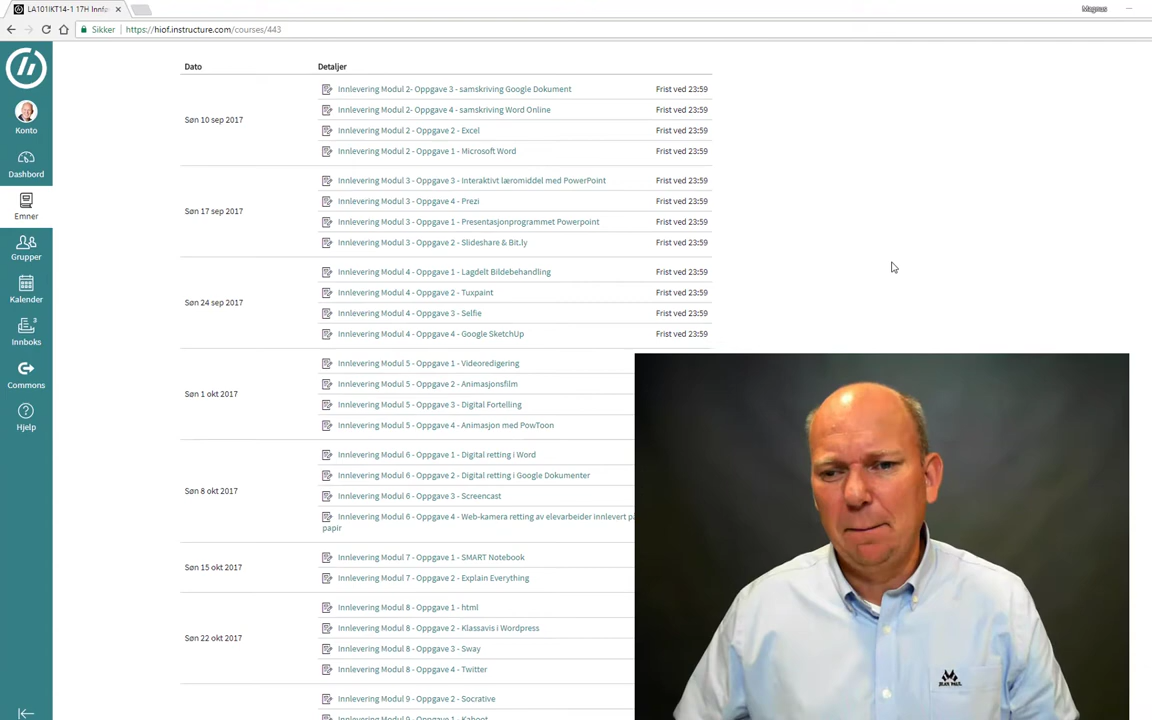 LA101IKT14-1 17H Innfø
Magnus
Sikker
https://hiof.instructure.com/courses/443
Konto
Dashbord
Emner
Grupper
Kalender
3
Innboks
Commons
Hjelp
Dato Detaljer
Søn 10 sep 2017
Innlevering Modul 2- Oppgave 3 - samskriving Google Dokument Frist ved 23:59
Innlevering Modul 2- Oppgave 4 - samskriving Word Online Frist ved 23:59
Innlevering Modul 2 - Oppgave 2 - Excel Frist ved 23:59
Innlevering Modul 2 - Oppgave 1 - Microsoft Word Frist ved 23:59
Søn 17 sep 2017
Innlevering Modul 3 - Oppgave 3 - Interaktivt læromiddel med PowerPoint Frist ved 23:59
Innlevering Modul 3 - Oppgave 4 - Prezi Frist ved 23:59
Innlevering Modul 3 - Oppgave 1 - Presentasjonprogrammet Powerpoint Frist ved 23:59
Innlevering Modul 3 - Oppgave 2 - Slideshare & Bit.ly Frist ved 23:59
Søn 24 sep 2017
Innlevering Modul 4 - Oppgave 1 - Lagdelt Bildebehandling Frist ved 23:59
Innlevering Modul 4 - Oppgave 2 - Tuxpaint Frist ved 23:59
Innlevering Modul 4 - Oppgave 3 - Selfie Frist ved 23:59
Innlevering Modul 4 - Oppgave 4 - Google SketchUp Frist ved 23:59
Søn 1 okt 2017
Innlevering Modul 5 - Oppgave 1 - Videoredigering
Innlevering Modul 5 - Oppgave 2 - Animasjonsfilm
Innlevering Modul 5 - Oppgave 3 - Digital Fortelling
Innlevering Modul 5 - Oppgave 4 - Animasjon med PowToon
Søn 8 okt 2017
Innlevering Modul 6 - Oppgave 1 - Digital retting i Word
Innlevering Modul 6 - Oppgave 2 - Digital retting i Google Dokumenter
Innlevering Modul 6 - Oppgave 3 - Screencast
Innlevering Modul 6 - Oppgave 4 - Web-kamera retting av elevarbeider innlevert på
papir
Søn 15 okt 2017
Innlevering Modul 7 - Oppgave 1 - SMART Notebook
Innlevering Modul 7 - Oppgave 2 - Explain Everything
Søn 22 okt 2017
Innlevering Modul 8 - Oppgave 1 - html
Innlevering Modul 8 - Oppgave 2 - Klassavis i Wordpress
Innlevering Modul 8 - Oppgave 3 - Sway
Innlevering Modul 8 - Oppgave 4 - Twitter
Innlevering Modul 9 - Oppgave 2 - Socrative
Innlevering Modul 9 - Oppgave 1 - Kahoot
JEAN PAUL